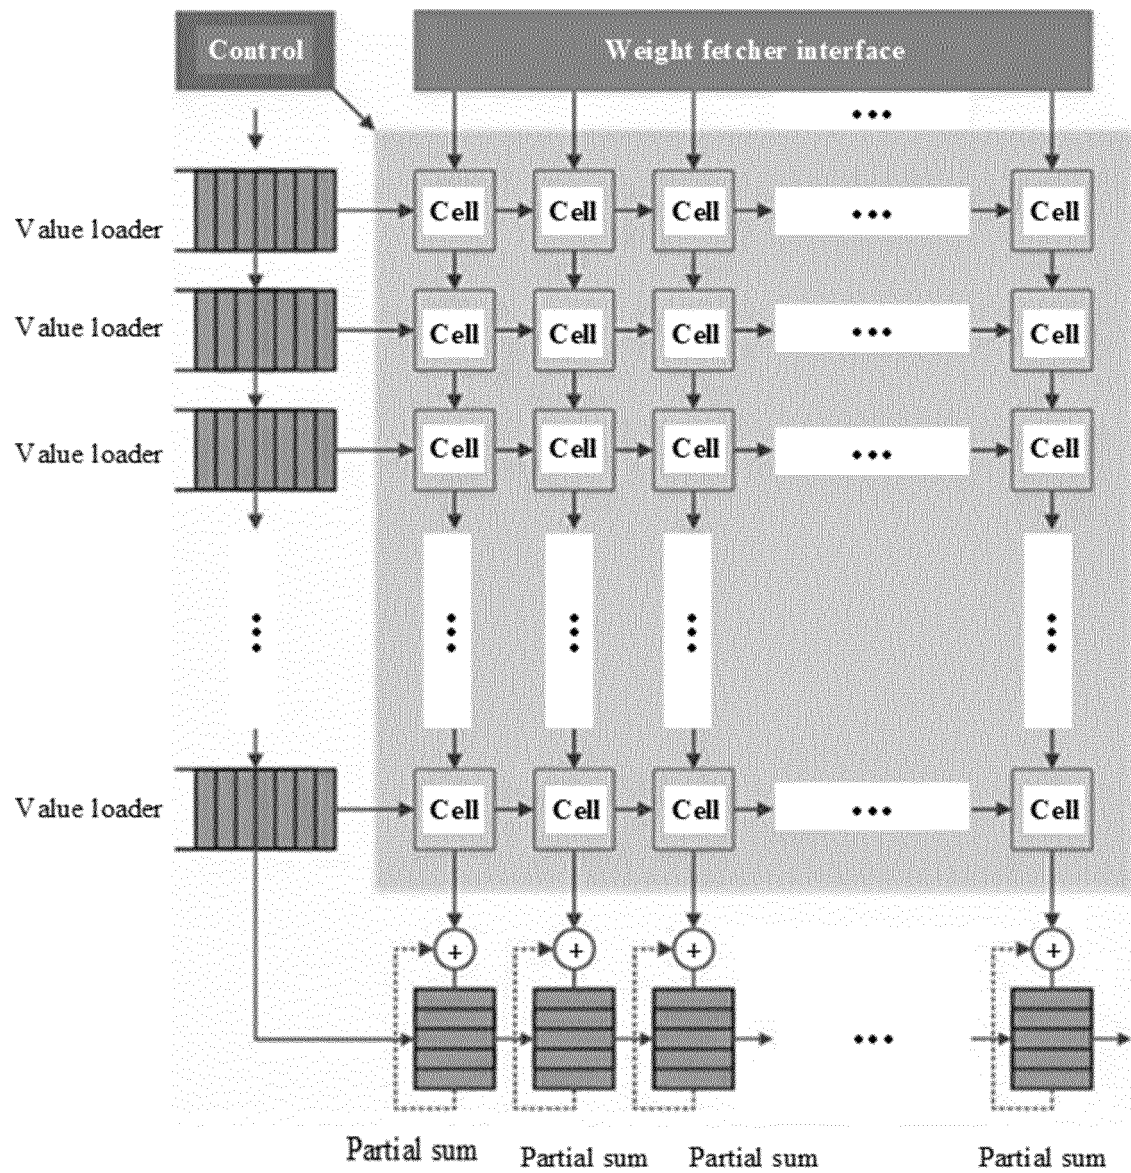 Control Weight fetcher interface
•••
Value loader Cell Cell Cell ••• Cell
Value loader Cell Cell Cell ••• Cell
Value loader Cell Cell Cell ••• Cell
Value loader Cell Cell Cell ••• Cell
+ + + +
•••
Partial sum Partial sum Partial sum Partial sum